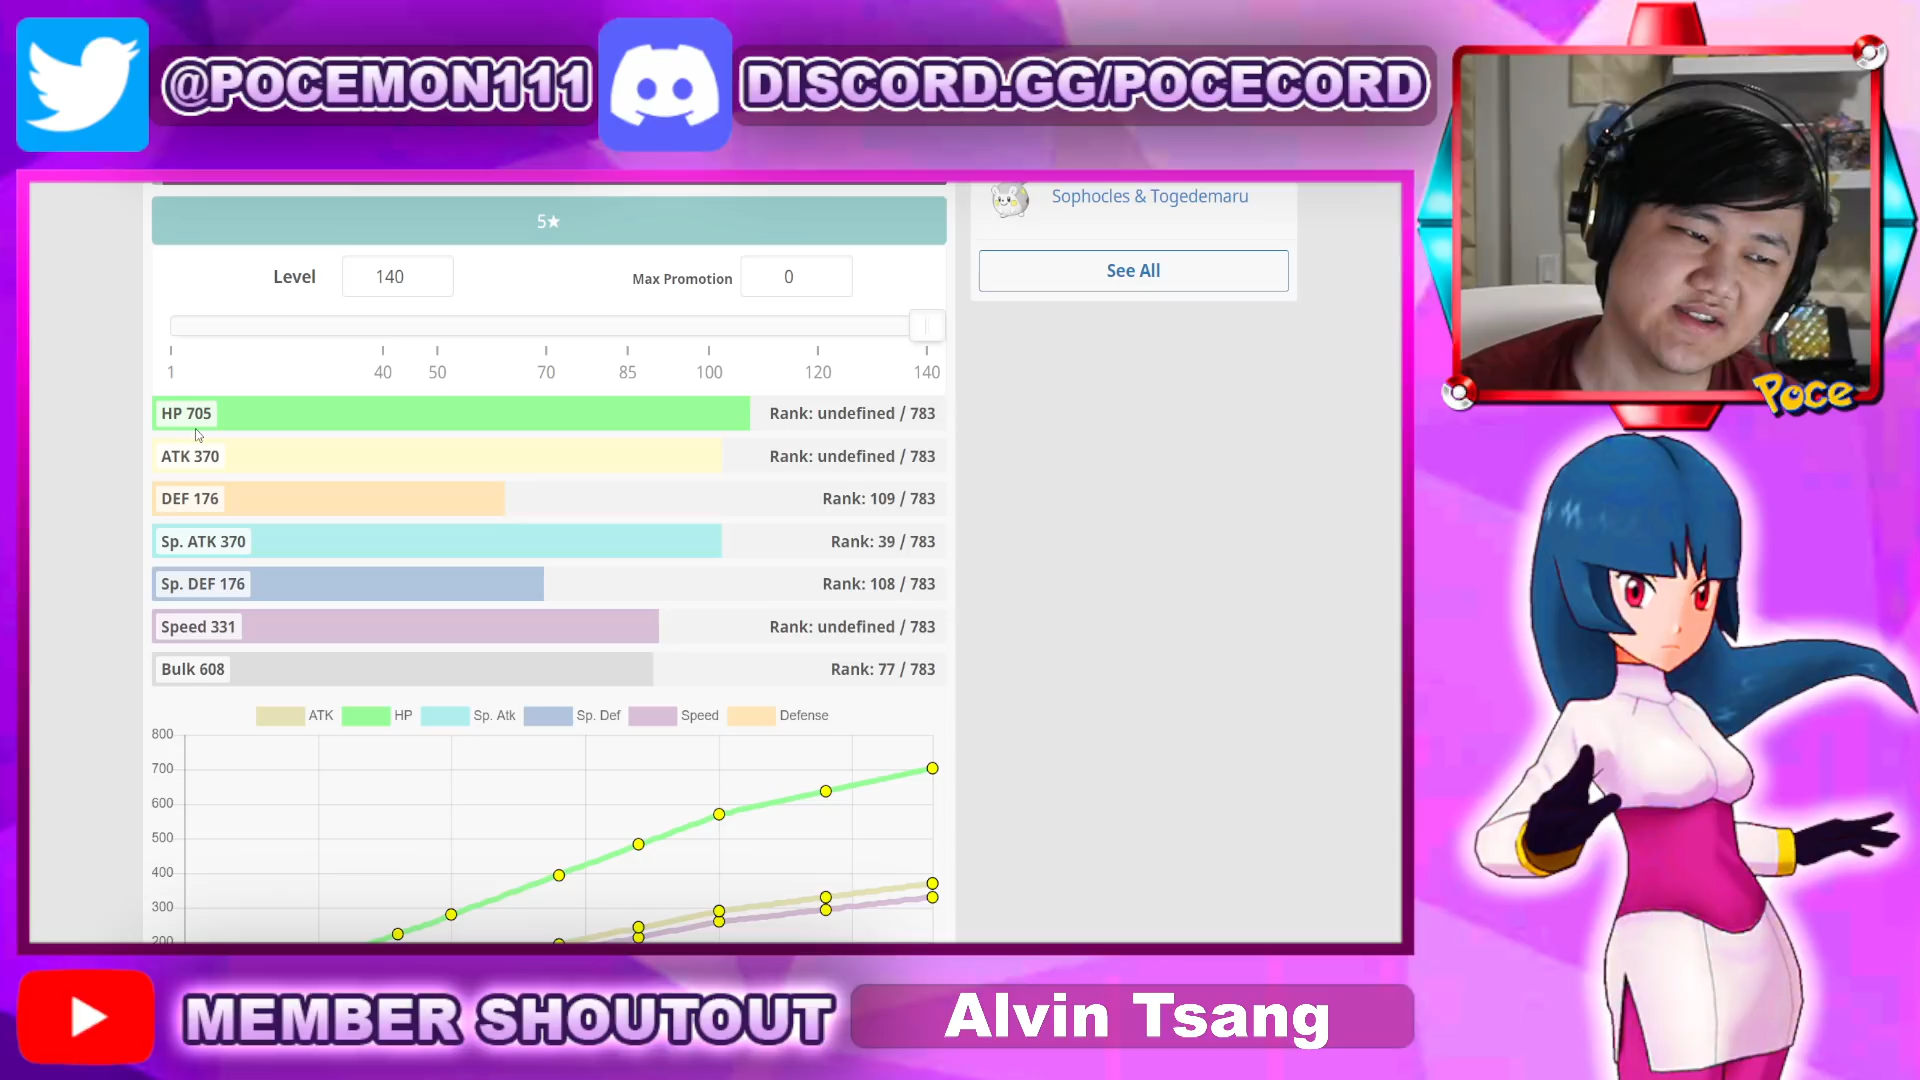 @POCEMON111
DISCORD.GG/POCECORD
Sophocles & Togedemaru
See All
5★
Level 140 Max Promotion 0
1 40 50 70 85 100 120 140
HP 705 Rank: undefined / 783
ATK 370 Rank: undefined / 783
DEF 176 Rank: 109 / 783
Sp. ATK 370 Rank: 39 / 783
Sp. DEF 176 Rank: 108 / 783
Speed 331 Rank: undefined / 783
Bulk 608 Rank: 77 / 783
ATK HP Sp. Atk Sp. Def Speed Defense
800
700
600
500
400
300
200
Poce
MEMBER SHOUTOUT
Alvin Tsang